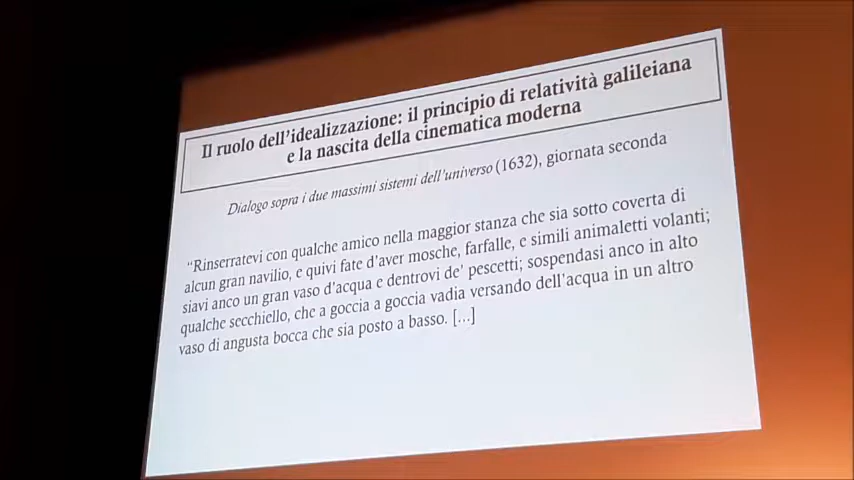 Il ruolo dell'idealizzazione: il principio di relatività galileiana
e la nascita della cinematica moderna
Dialogo sopra i due massimi sistemi dell'universo (1632), giornata seconda
“Rinserratevi con qualche amico nella maggior stanza che sia sotto coverta di
alcun gran navilio, e quivi fate d'aver mosche, farfalle, e simili animaletti volanti;
siavi anco un gran vaso d'acqua e dentrovi de' pescetti; sospendasi anco in alto
qualche secchiello, che a goccia a goccia vadia versando dell'acqua in un altro
vaso di angusta bocca che sia posto a basso. [...]